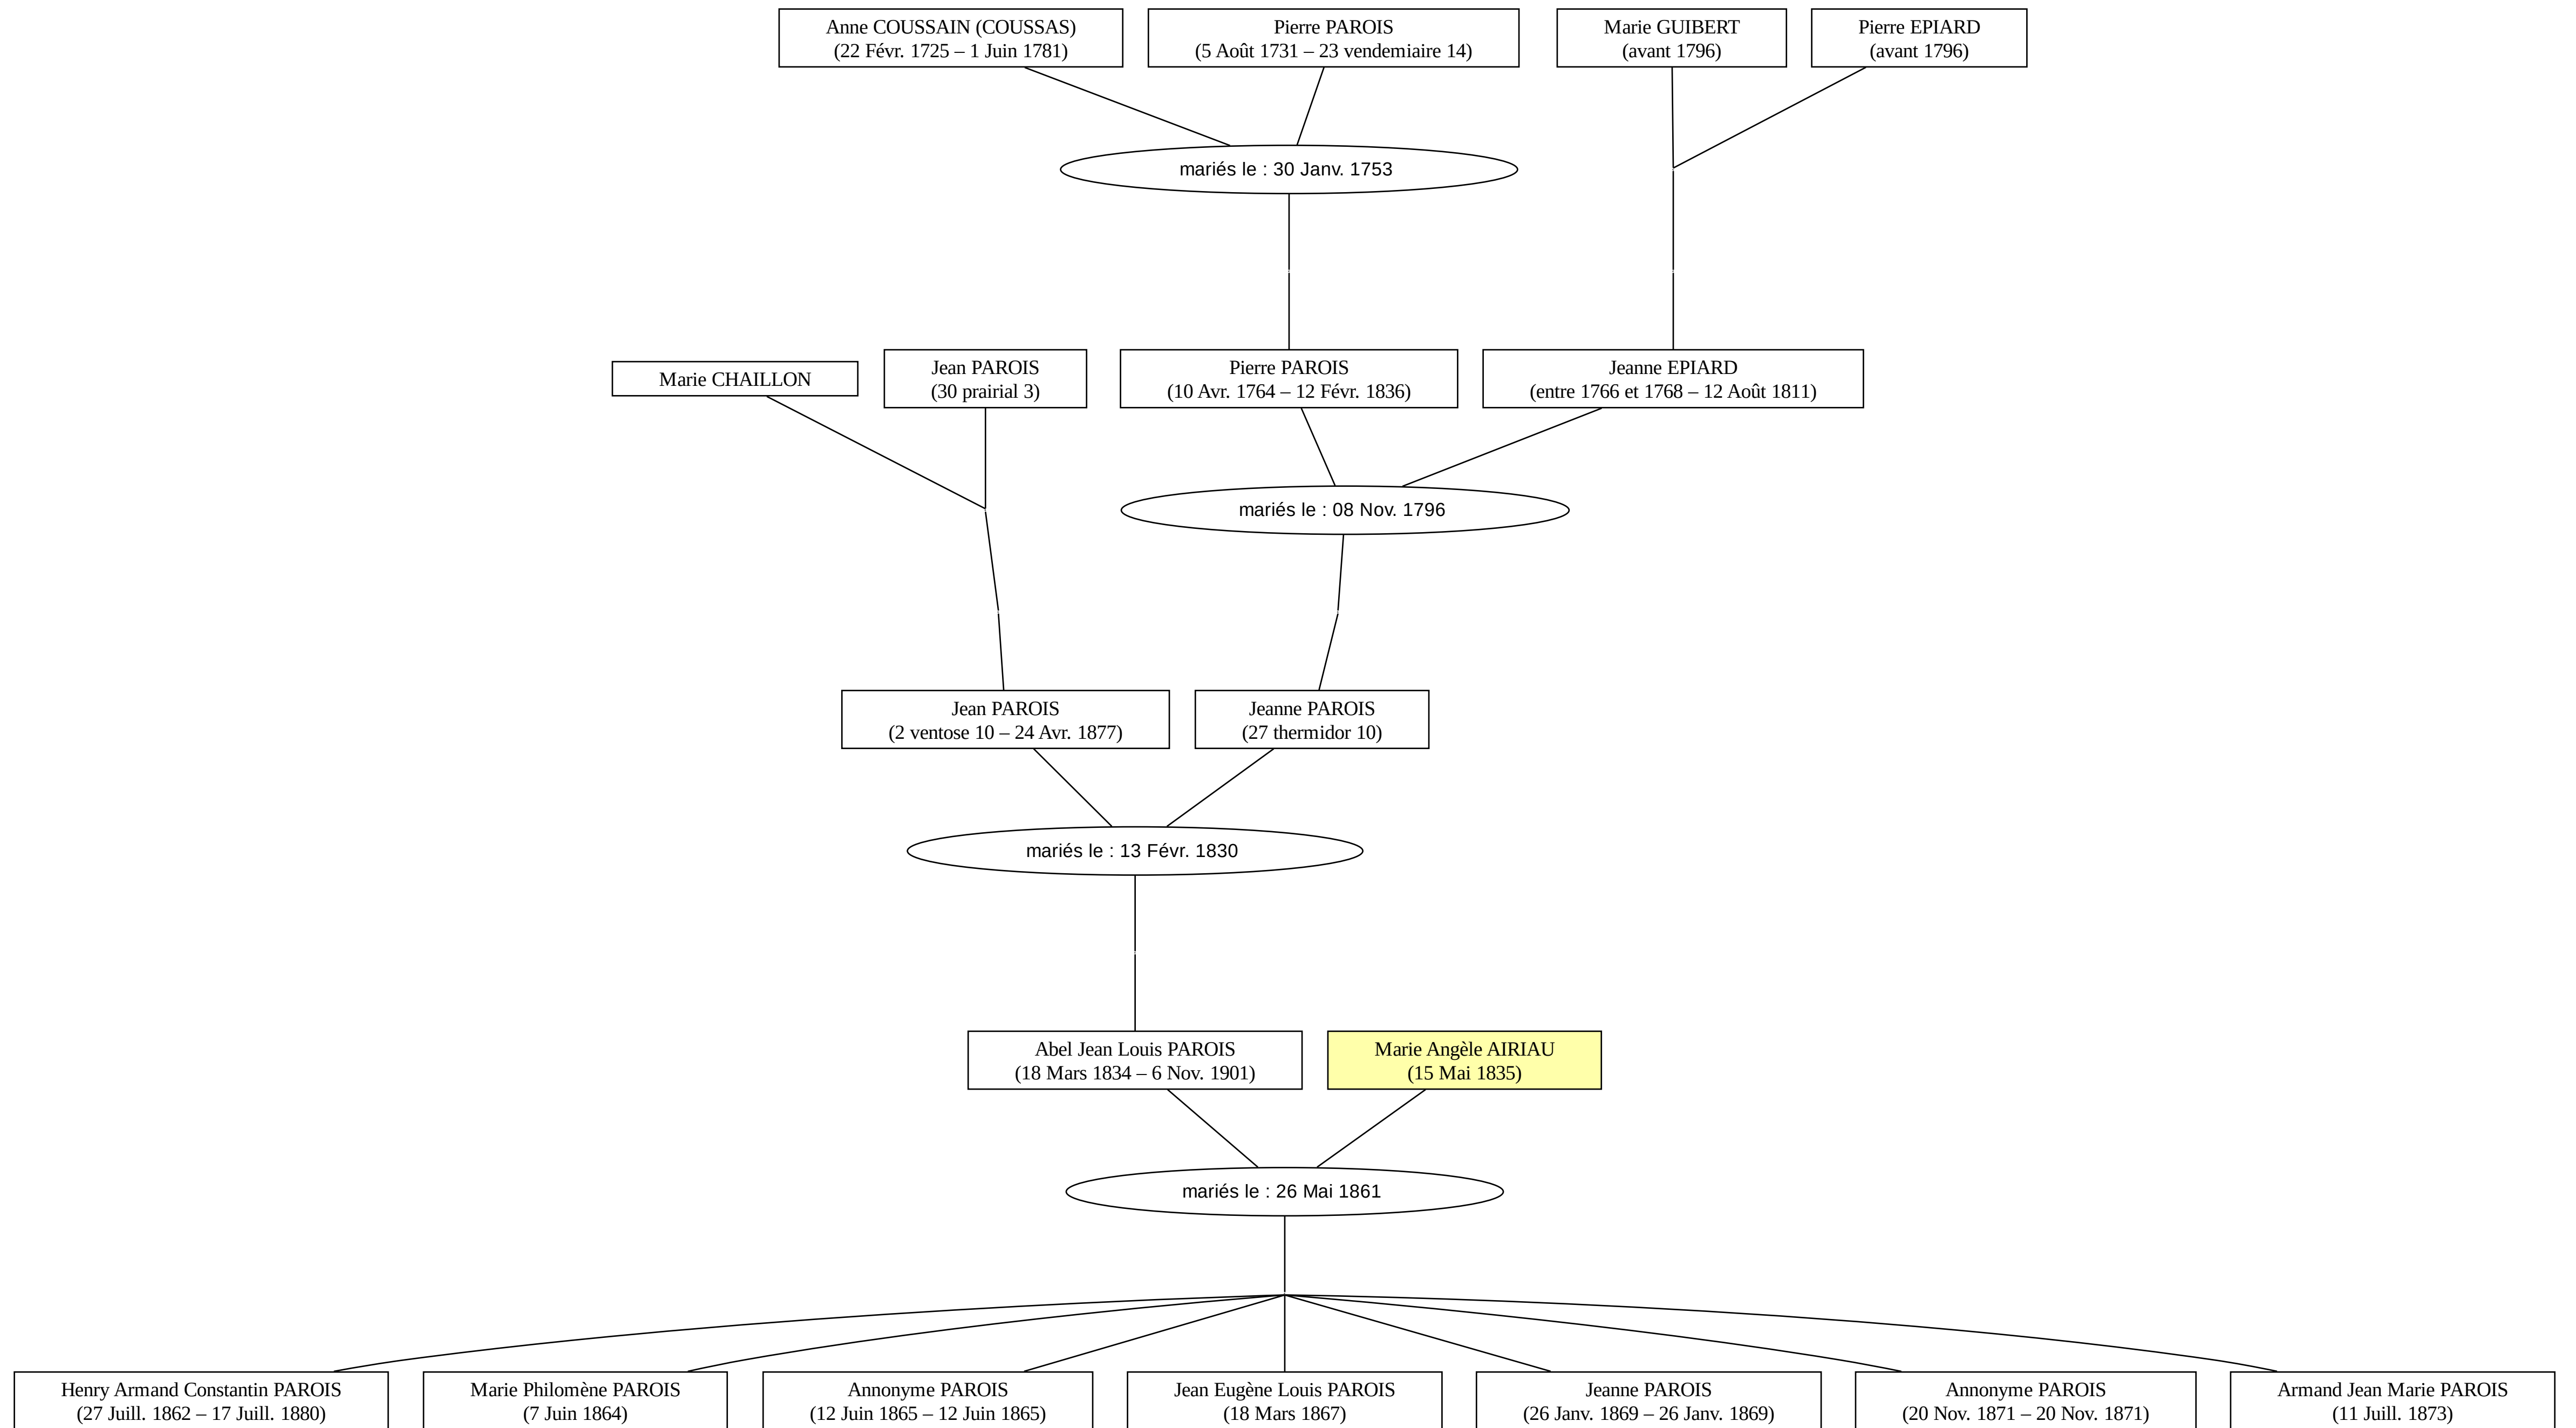 Anne COUSSAIN (COUSSAS)
(22 Févr. 1725 – 1 Juin 1781)
Pierre PAROIS
(5 Août 1731 – 23 vendemiaire 14)
Marie GUIBERT
(avant 1796)
Pierre EPIARD
(avant 1796)
mariés le : 30 Janv. 1753
Marie CHAILLON
Jean PAROIS
(30 prairial 3)
Pierre PAROIS
(10 Avr. 1764 – 12 Févr. 1836)
Jeanne EPIARD
(entre 1766 et 1768 – 12 Août 1811)
mariés le : 08 Nov. 1796
Jean PAROIS
(2 ventose 10 – 24 Avr. 1877)
Jeanne PAROIS
(27 thermidor 10)
mariés le : 13 Févr. 1830
Abel Jean Louis PAROIS
(18 Mars 1834 – 6 Nov. 1901)
Marie Angèle AIRIAU
(15 Mai 1835)
mariés le : 26 Mai 1861
Henry Armand Constantin PAROIS
(27 Juill. 1862 – 17 Juill. 1880)
Marie Philomène PAROIS
(7 Juin 1864)
Annonyme PAROIS
(12 Juin 1865 – 12 Juin 1865)
Jean Eugène Louis PAROIS
(18 Mars 1867)
Jeanne PAROIS
(26 Janv. 1869 – 26 Janv. 1869)
Annonyme PAROIS
(20 Nov. 1871 – 20 Nov. 1871)
Armand Jean Marie PAROIS
(11 Juill. 1873)